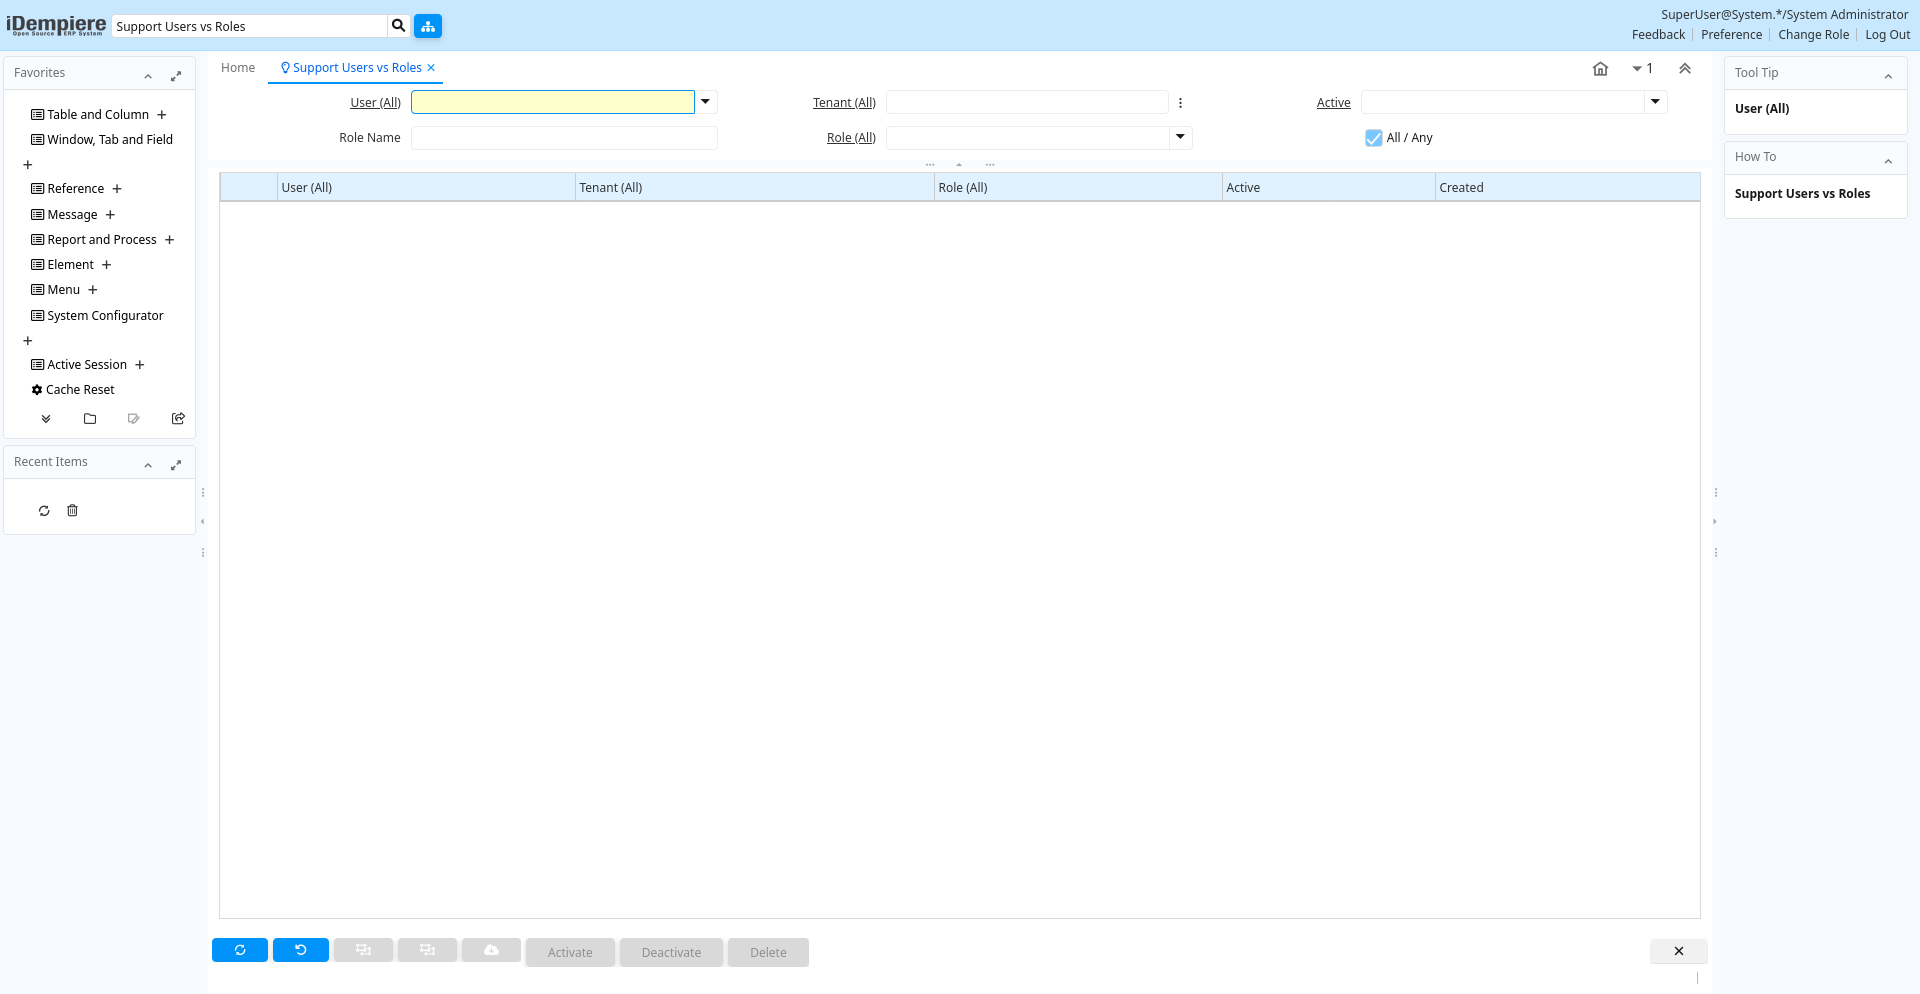 iDempiere
Open Source ERP System
Support Users vs Roles
SuperUser@System.*/System Administrator
Feedback
Preference
Change Role
Log Out
Favorites
Table and Column +
Window, Tab and Field
+
Reference +
Message +
Report and Process +
Element +
Menu +
System Configurator
+
Active Session +
Cache Reset
Recent Items
Home
Support Users vs Roles
1
User (All)
Tenant (All)
Active
Role Name
Role (All)
All / Any
User (All)
Tenant (All)
Role (All)
Active
Created
Activate
Deactivate
Delete
Tool Tip
User (All)
How To
Support Users vs Roles